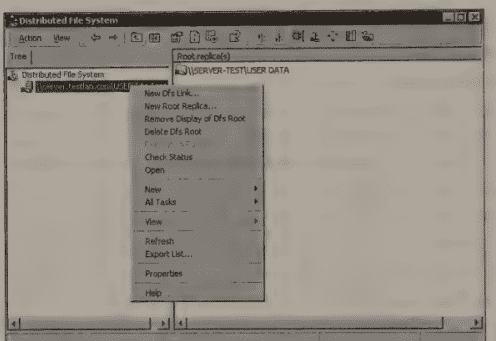 Distributed File System
Action View
Tree
Root replica(s)
Distributed File System
\\SERVER-TEST\USER DATA
New Dfs Link...
New Root Replica...
Remove Display of Dfs Root
Delete Dfs Root
Check Status
Open
New
All Tasks
View
Refresh
Export List...
Properties
Help